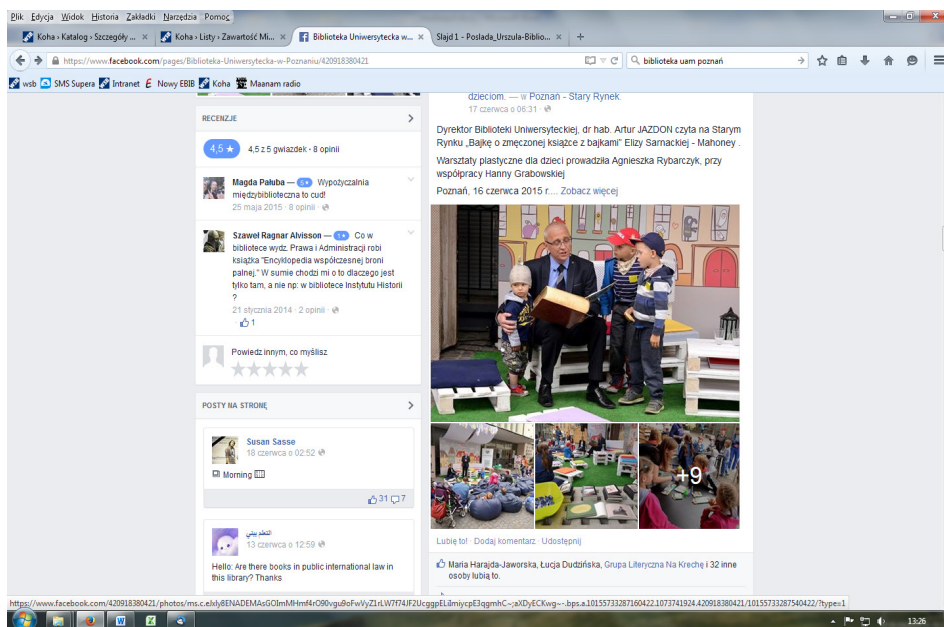 Plik Edycja Widok Historia Zakładki Narzędzia Pomoc
Koha › Katalog › Szczegóły ...
Koha › Listy › Zawartość Mi...
Biblioteka Uniwersytecka w...
Slajd 1 - Poslada_Urszula-Biblio...
https://www.facebook.com/pages/Biblioteka-Uniwersytecka-w-Poznaniu/420918380421
biblioteka uam poznań
wsb SMS Supera Intranet Nowy EBIB Koha Maanam radio
RECENZJE
4,5 ★ 4,5 z 5 gwiazdek · 8 opinii
Magda Pałuba — 5★ Wypożyczalnia
międzybiblioteczna to cud!
25 maja 2015 · 8 opinii ·
Szaweł Ragnar Alvisson — Co w
bibliotece wydz. Prawa i Administracji robi
książka "Encyklopedia współczesnej broni
palnej." W sumie chodzi mi o to dlaczego jest
tylko tam, a nie np: w bibliotece Instytutu Historii
?
21 stycznia 2014 · 2 opinii ·
· 1
Powiedz innym, co myślisz
POSTY NA STRONĘ
Susan Sasse
18 czerwca o 02:52
Morning
31 7
التعلم بيتي
13 czerwca o 12:59
Hello: Are there books in public international law in
this library? Thanks
dzieciom. — w Poznań - Stary Rynek.
17 czerwca o 06:31 ·
Dyrektor Biblioteki Uniwersyteckiej, dr hab. Artur JAZDON czyta na Starym
Rynku „Bajkę o zmęczonej książce z bajkami” Elizy Sarnackiej - Mahoney .
Warsztaty plastyczne dla dzieci prowadziła Agnieszka Rybarczyk, przy
współpracy Hanny Grabowskiej
Poznań, 16 czerwca 2015 r.... Zobacz więcej
+9
Lubię to! · Dodaj komentarz · Udostępnij
Maria Harajda-Jaworska, Łucja Dudzińska, Grupa Literyczna Na Krechę i 32 inne
osoby lubią to.
13:26